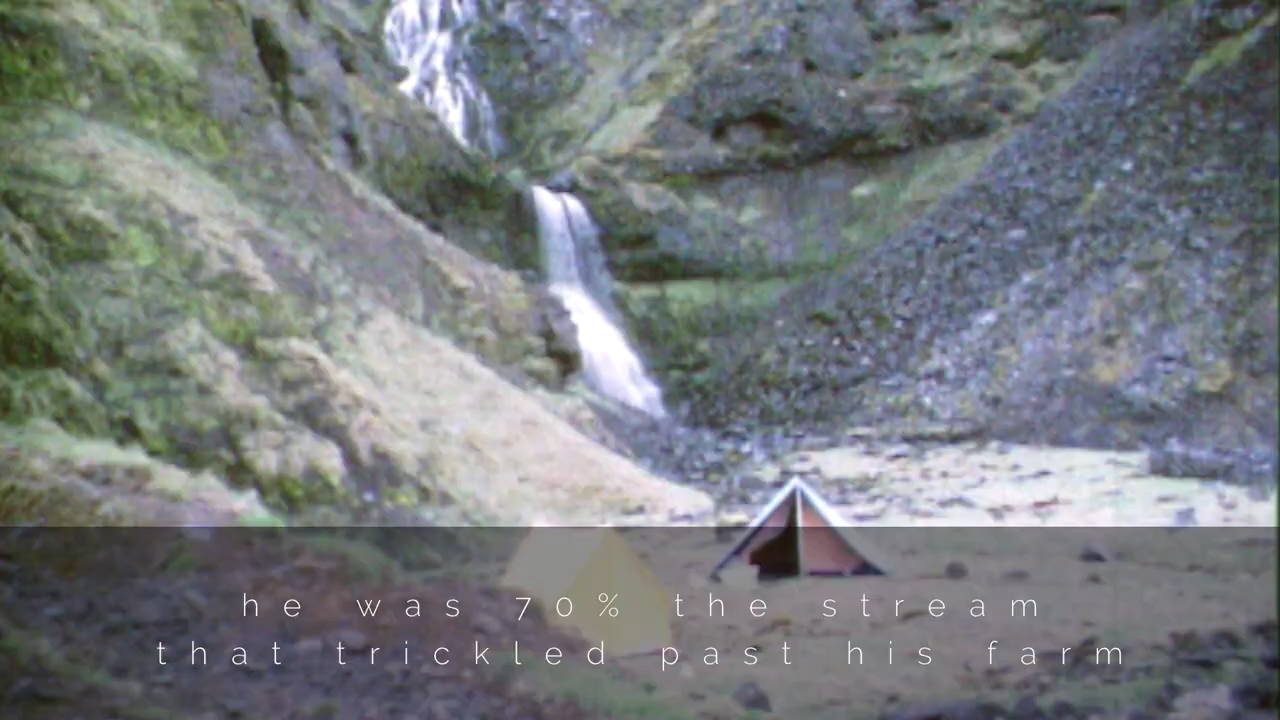 he was 70% the stream
that trickled past his farm